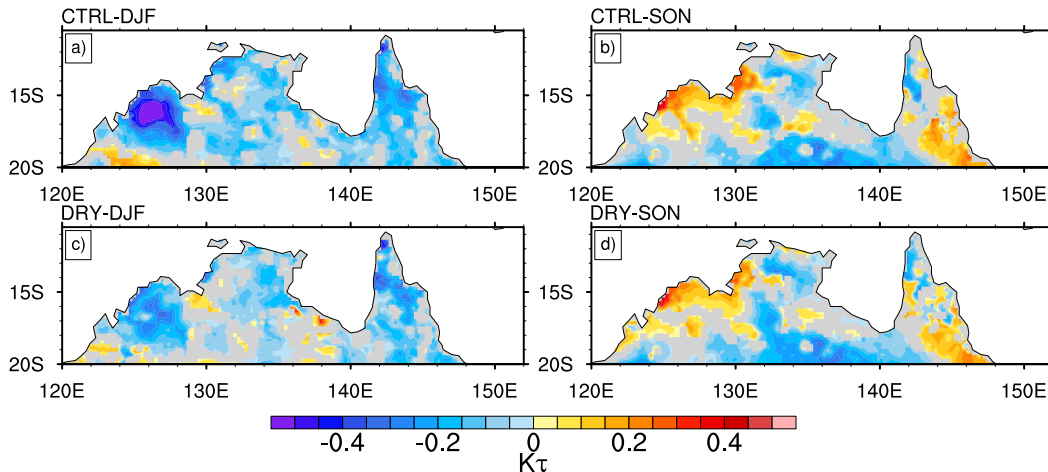 CTRL-DJF
CTRL-SON
a)
b)
15S
15S
20S
20S
120E 130E 140E 150E
120E 130E 140E 150E
DRY-DJF
DRY-SON
c)
d)
15S
15S
20S
20S
120E 130E 140E 150E
120E 130E 140E 150E
-0.4 -0.2 0 0.2 0.4
Kτ